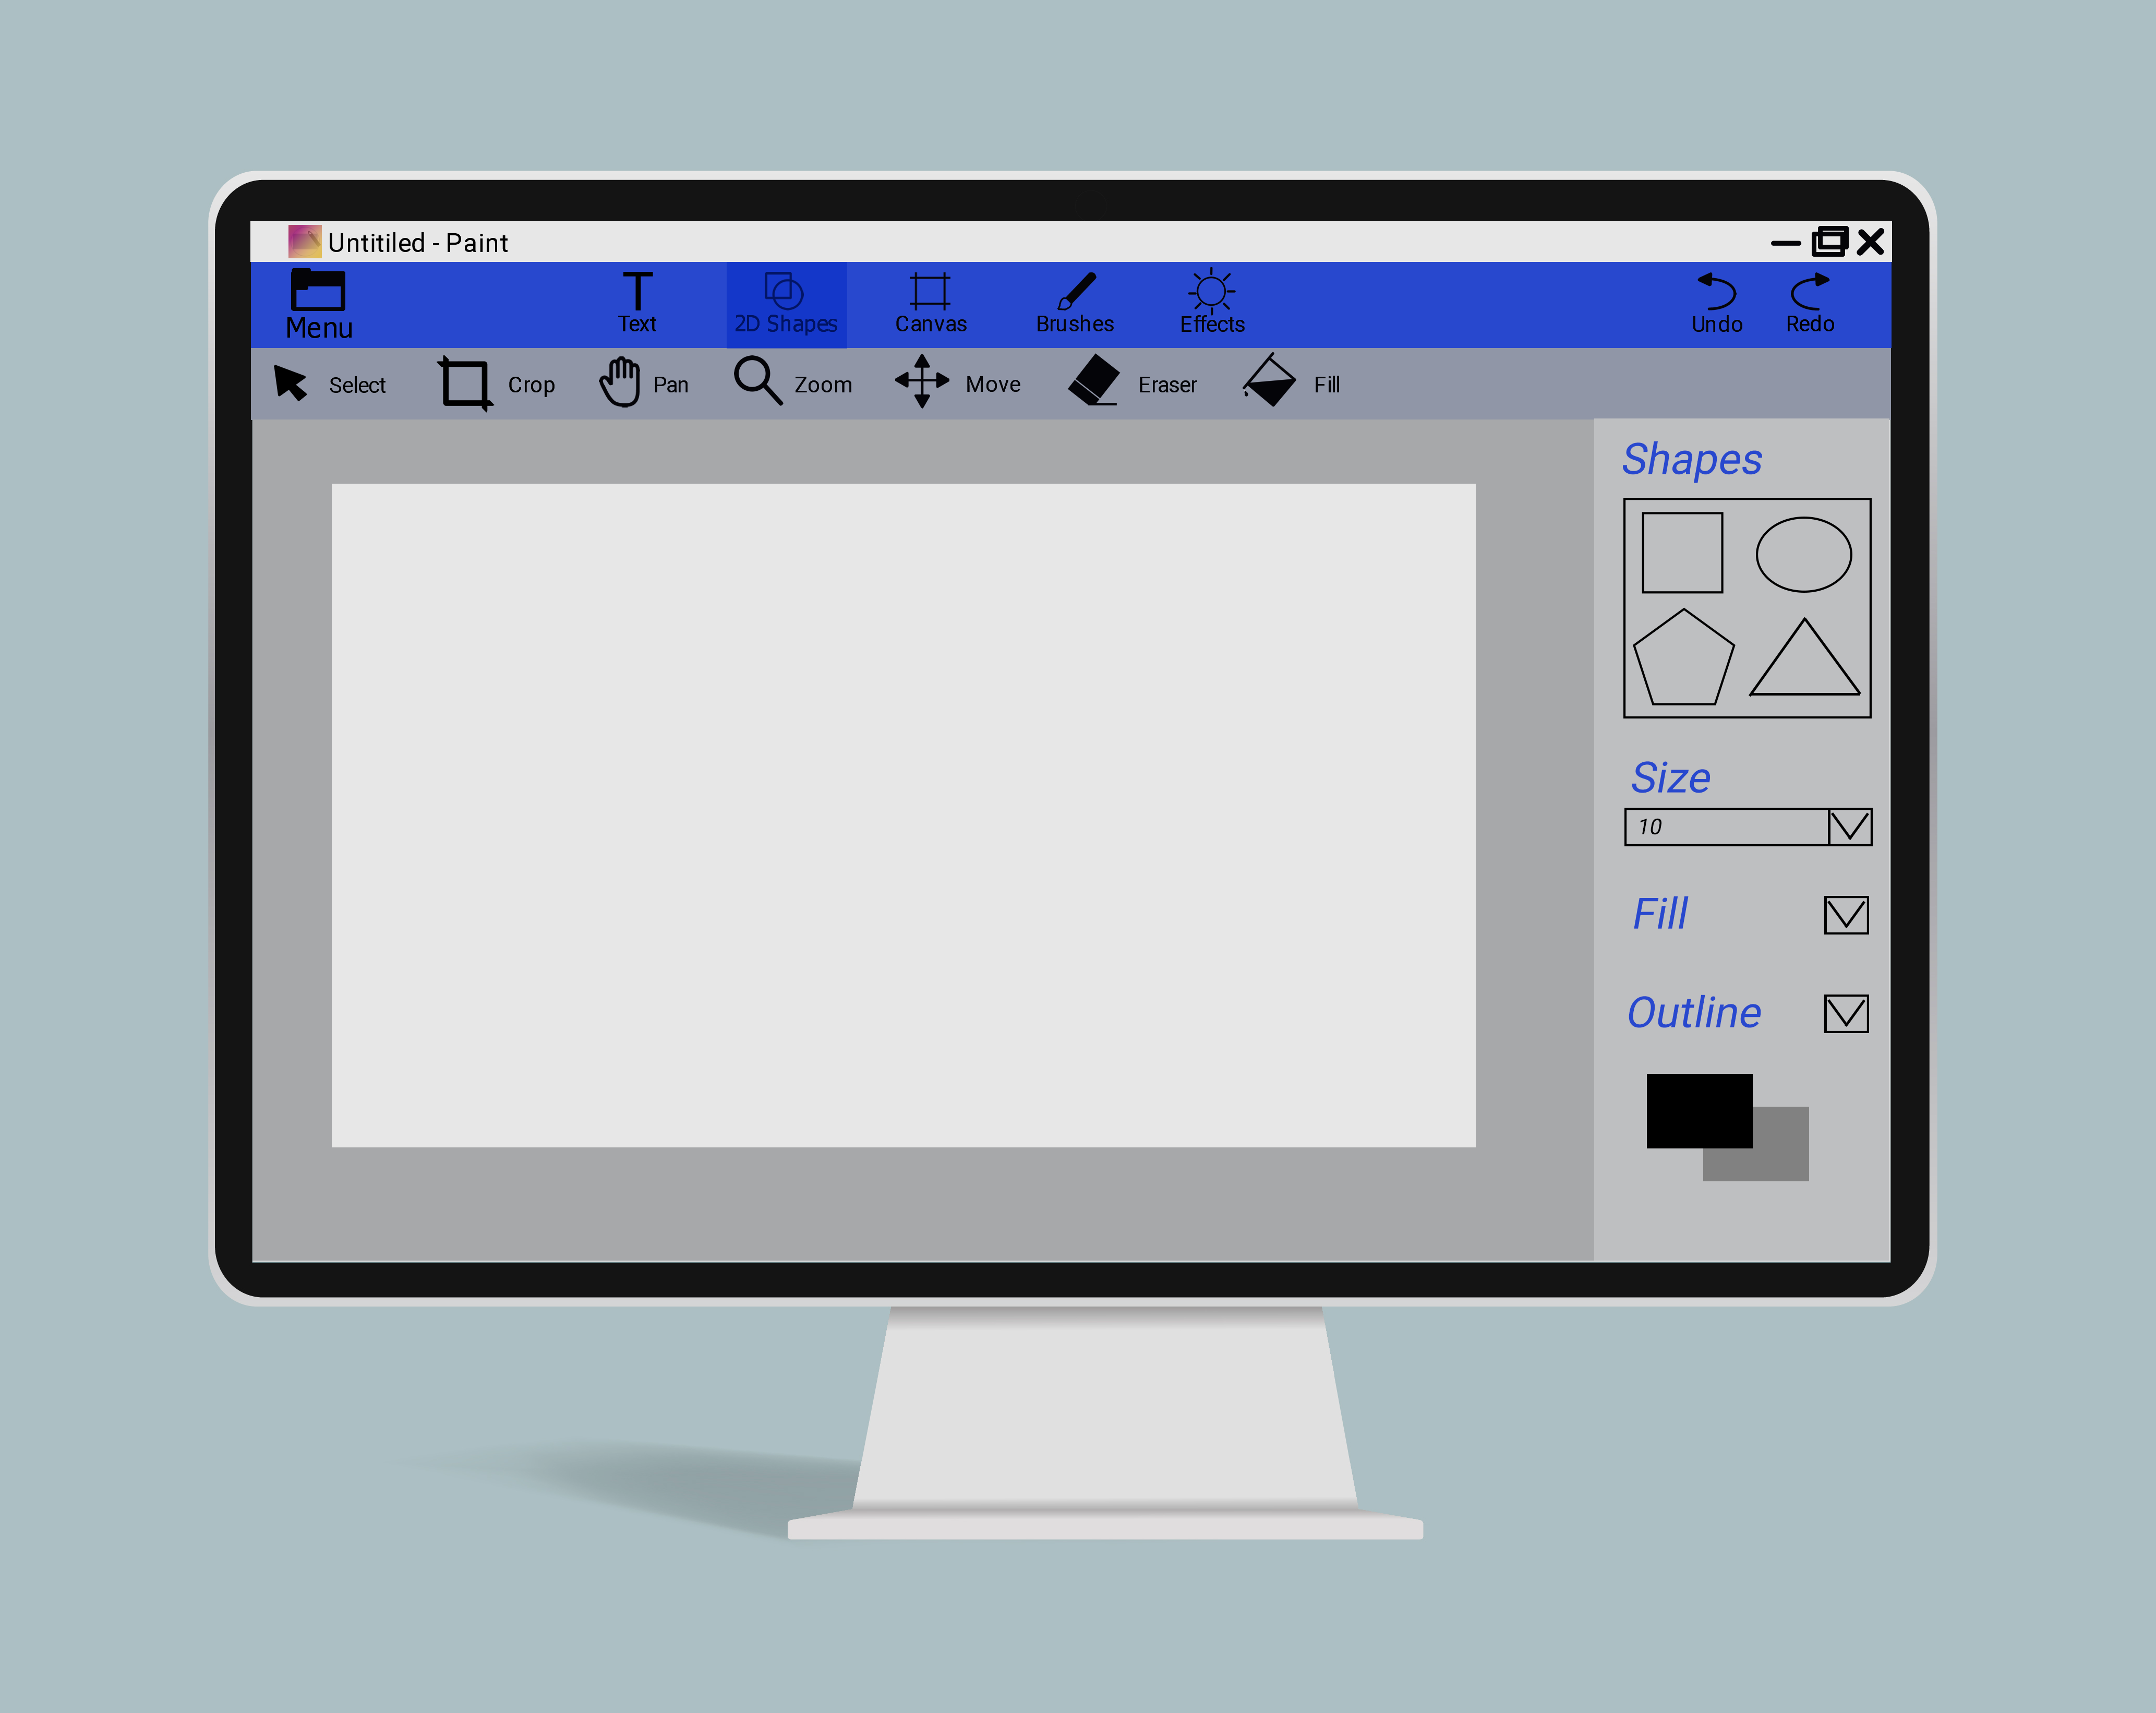 Untitiled - Paint
Menu
Text
2D Shapes
Canvas
Brushes
Effects
Undo
Redo
Select
Crop
Pan
Zoom
Move
Eraser
Fill
Shapes
Size
10
Fill
Outline